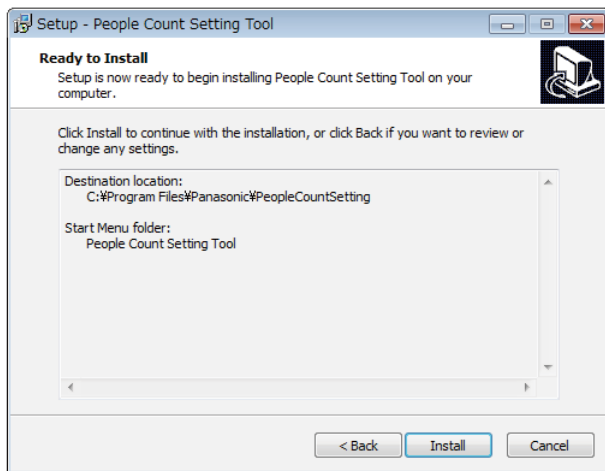 Setup - People Count Setting Tool
Ready to Install
Setup is now ready to begin installing People Count Setting Tool on your
computer.
Click Install to continue with the installation, or click Back if you want to review or
change any settings.
Destination location:
C:¥Program Files¥Panasonic¥PeopleCountSetting
Start Menu folder:
People Count Setting Tool
< Back
Install
Cancel